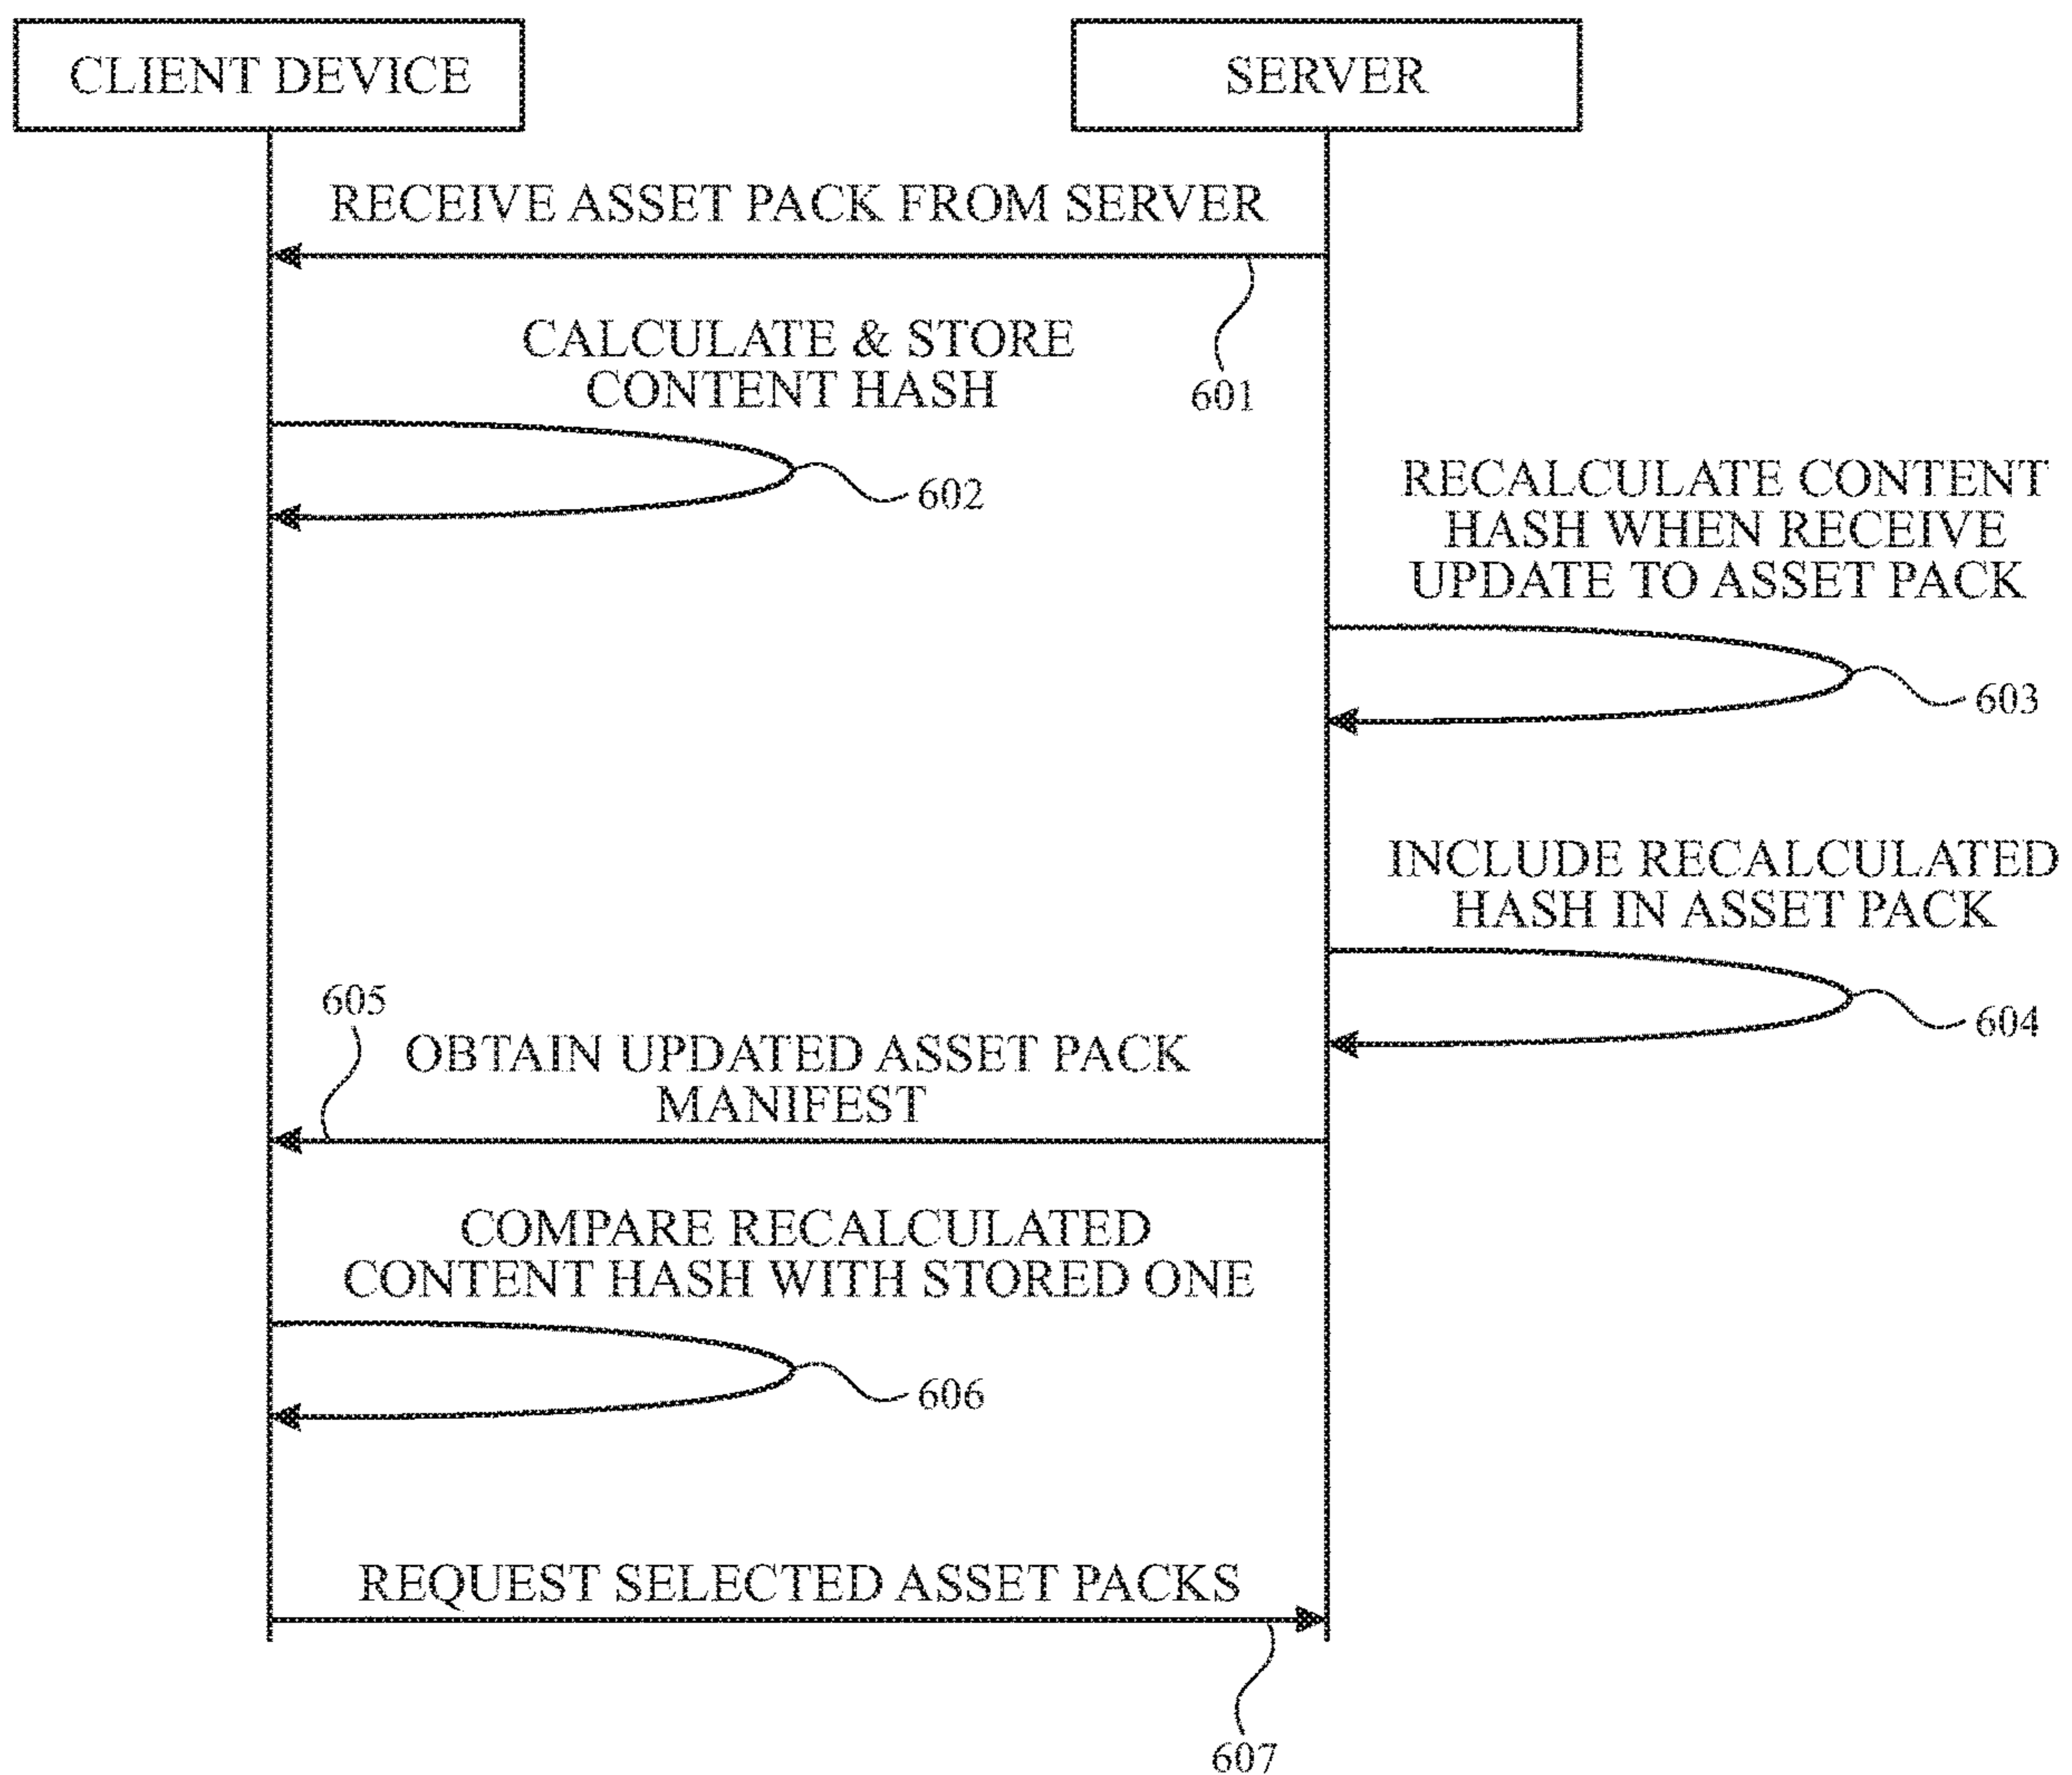 CLIENT DEVICE
SERVER
RECEIVE ASSET PACK FROM SERVER
601
CALCULATE & STORE
CONTENT HASH
602
RECALCULATE CONTENT
HASH WHEN RECEIVE
UPDATE TO ASSET PACK
603
INCLUDE RECALCULATED
HASH IN ASSET PACK
604
605
OBTAIN UPDATED ASSET PACK
MANIFEST
COMPARE RECALCULATED
CONTENT HASH WITH STORED ONE
606
REQUEST SELECTED ASSET PACKS
607